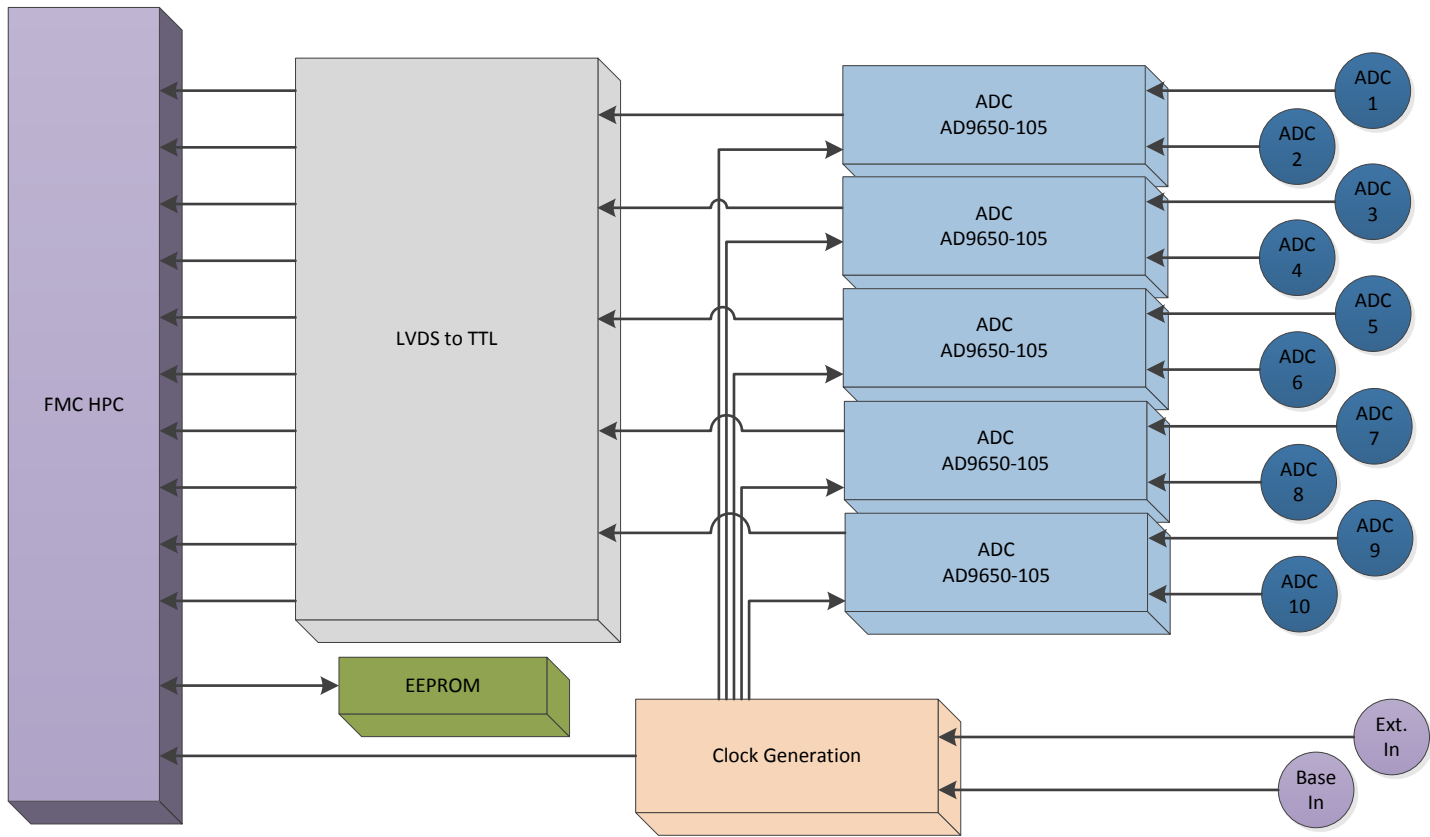 FMC HPC
LVDS to TTL
EEPROM
Clock Generation
ADC
AD9650-105
ADC
AD9650-105
ADC
AD9650-105
ADC
AD9650-105
ADC
AD9650-105
ADC
1
ADC
2
ADC
3
ADC
4
ADC
5
ADC
6
ADC
7
ADC
8
ADC
9
ADC
10
Ext.
In
Base
In